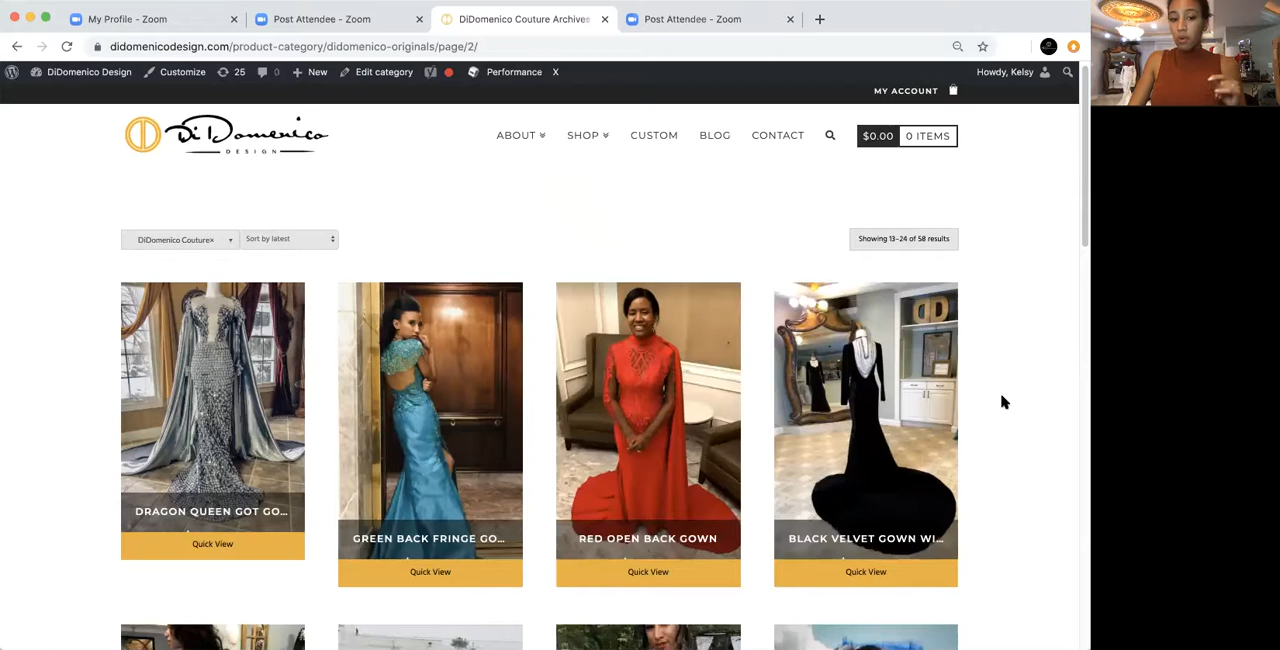 My Profile - Zoom
Post Attendee - Zoom
DiDomenico Couture Archives
Post Attendee - Zoom
didomenicodesign.com/product-category/didomenico-originals/page/2/
DiDomenico Design
Customize
25
0
New
Edit category
Performance
X
Howdy, Kelsy
MY ACCOUNT
DiDomenico
DESIGN
ABOUT
SHOP
CUSTOM
BLOG
CONTACT
$0.00
0 ITEMS
DiDomenico Couture×
Sort by latest
Showing 13–24 of 58 results
DRAGON QUEEN GOT GO...
Quick View
GREEN BACK FRINGE GO...
Quick View
RED OPEN BACK GOWN
Quick View
BLACK VELVET GOWN WI...
Quick View